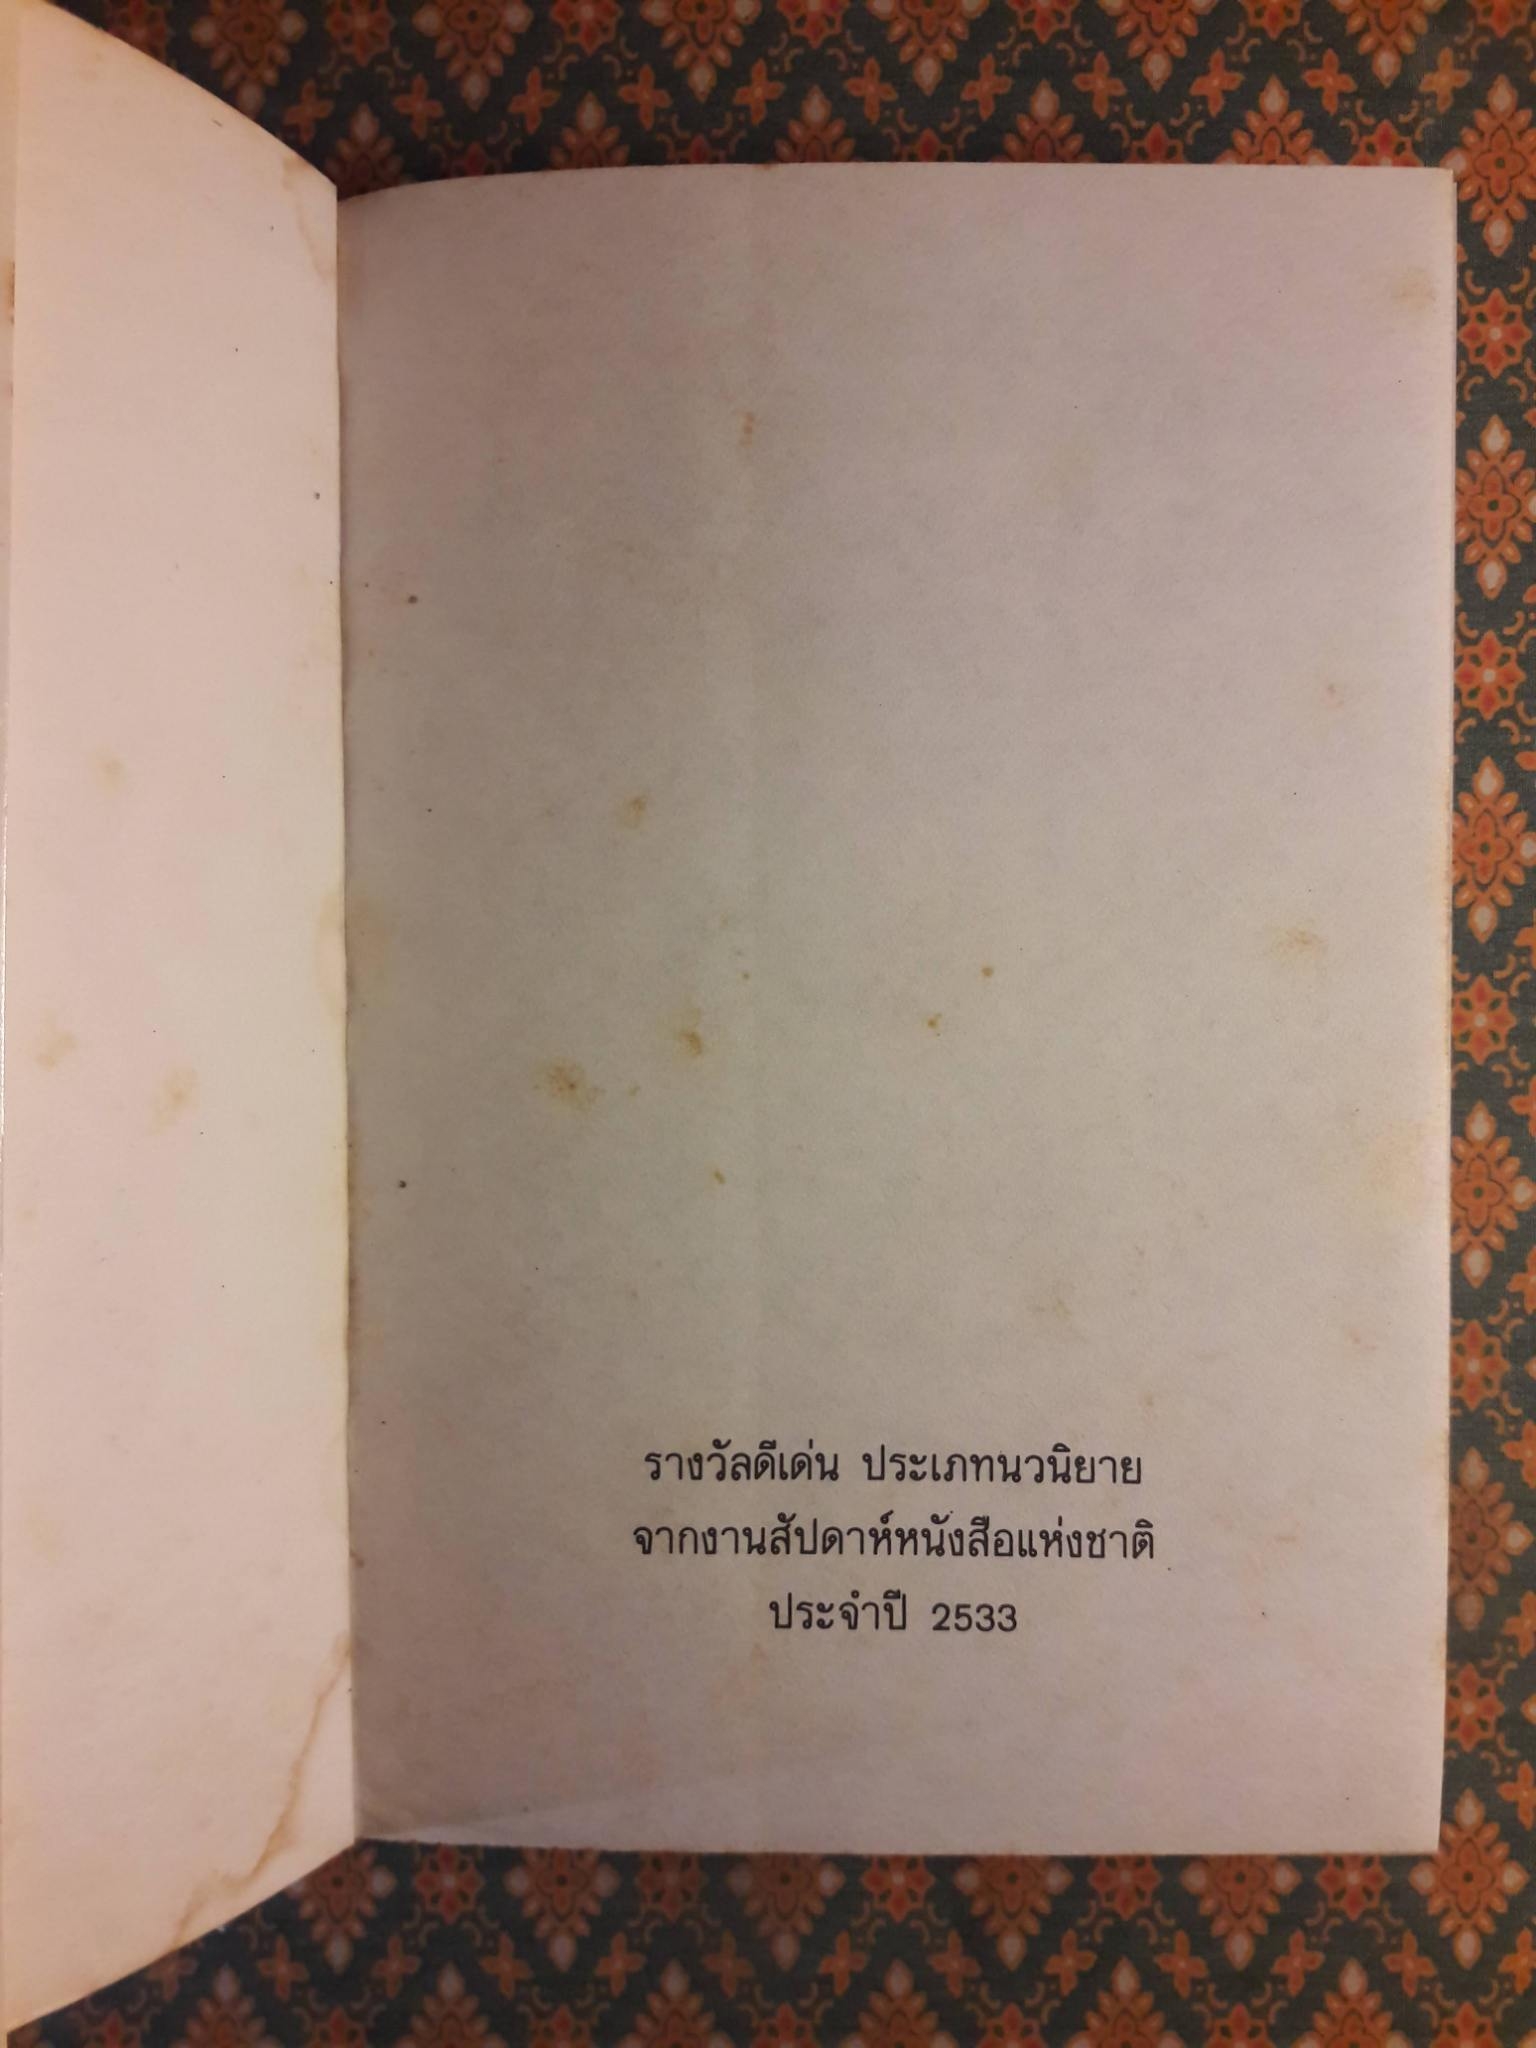 รางวัลดีเด่น ประเภทนวนิยาย
จากงานสัปดาห์หนังสือแห่งชาติ
ประจำปี 2533